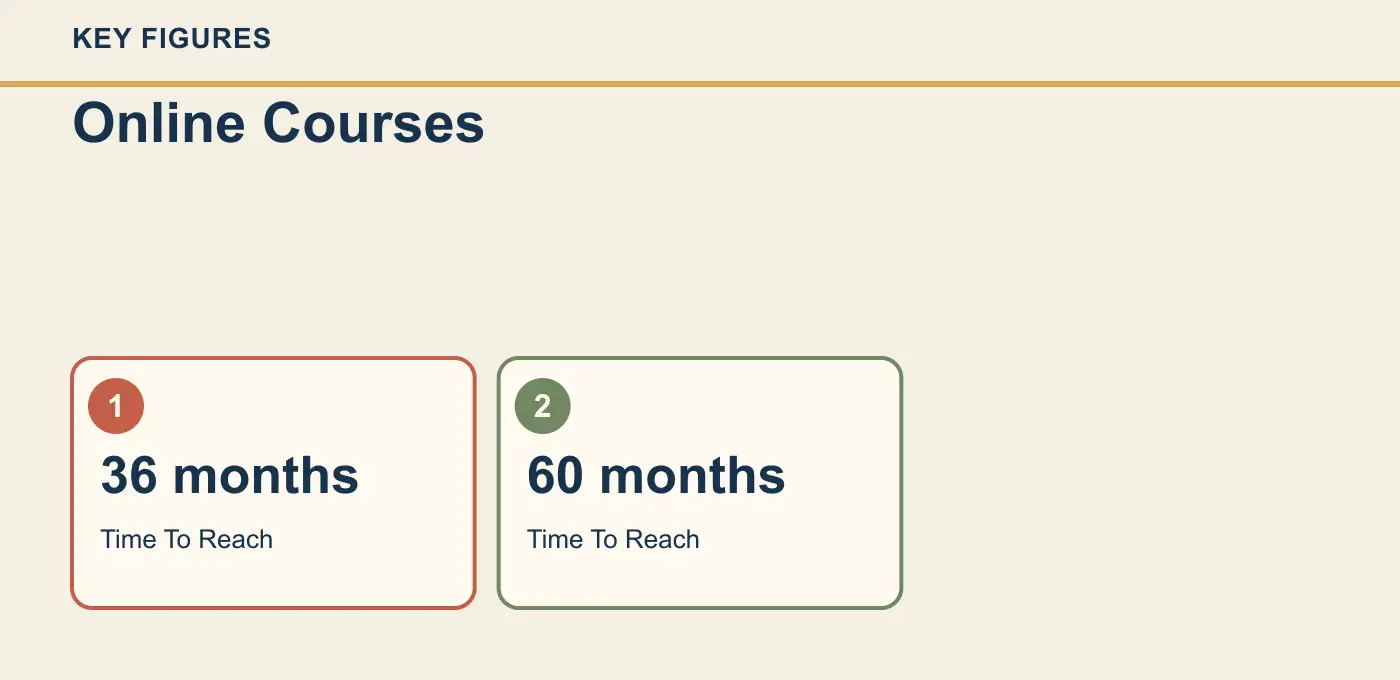 KEY FIGURES
Online Courses
1
36 months
Time To Reach
2
60 months
Time To Reach